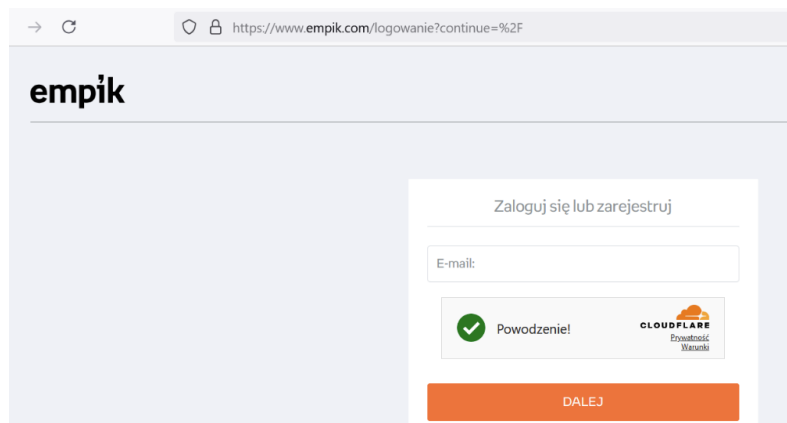 https://www.empik.com/logowanie?continue=%2F
empik
Zaloguj się lub zarejestruj
E-mail:
Powodzenie!
CLOUDFLARE
Prywatność
Warunki
DALEJ